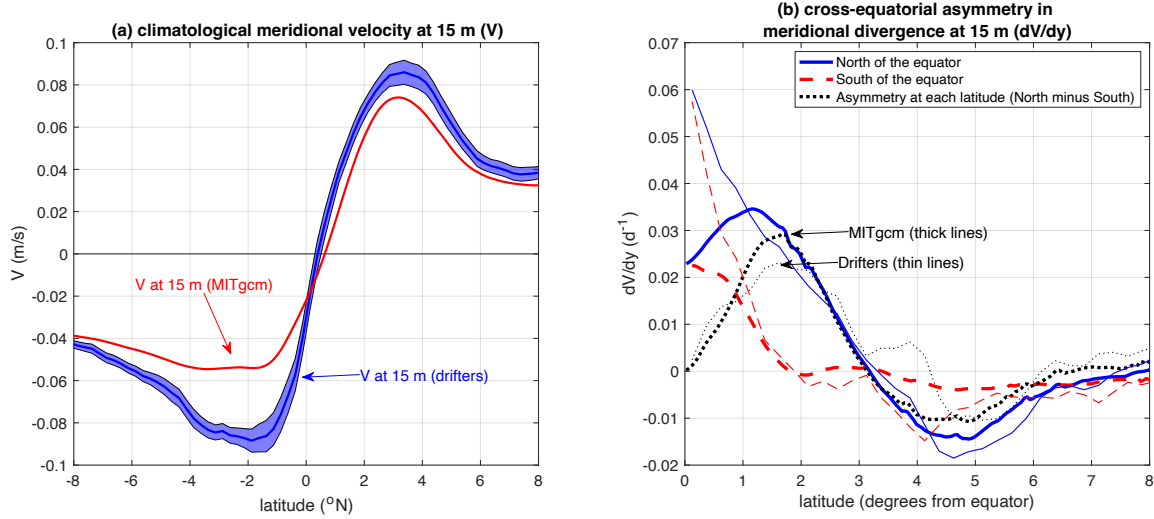 (a) climatological meridional velocity at 15 m (V)
0.1
0.08
0.06
0.04
0.02
0
-0.02
-0.04
-0.06
-0.08
-0.1
V (m/s)
V at 15 m (MITgcm)
V at 15 m (drifters)
-8
-6
-4
-2
0
2
4
6
8
latitude (°N)
(b) cross-equatorial asymmetry in
meridional divergence at 15 m (dV/dy)
0.07
0.06
0.05
0.04
0.03
0.02
0.01
0
-0.01
-0.02
dV/dy (d⁻¹)
North of the equator
South of the equator
Asymmetry at each latitude (North minus South)
MITgcm (thick lines)
Drifters (thin lines)
0
1
2
3
4
5
6
7
8
latitude (degrees from equator)